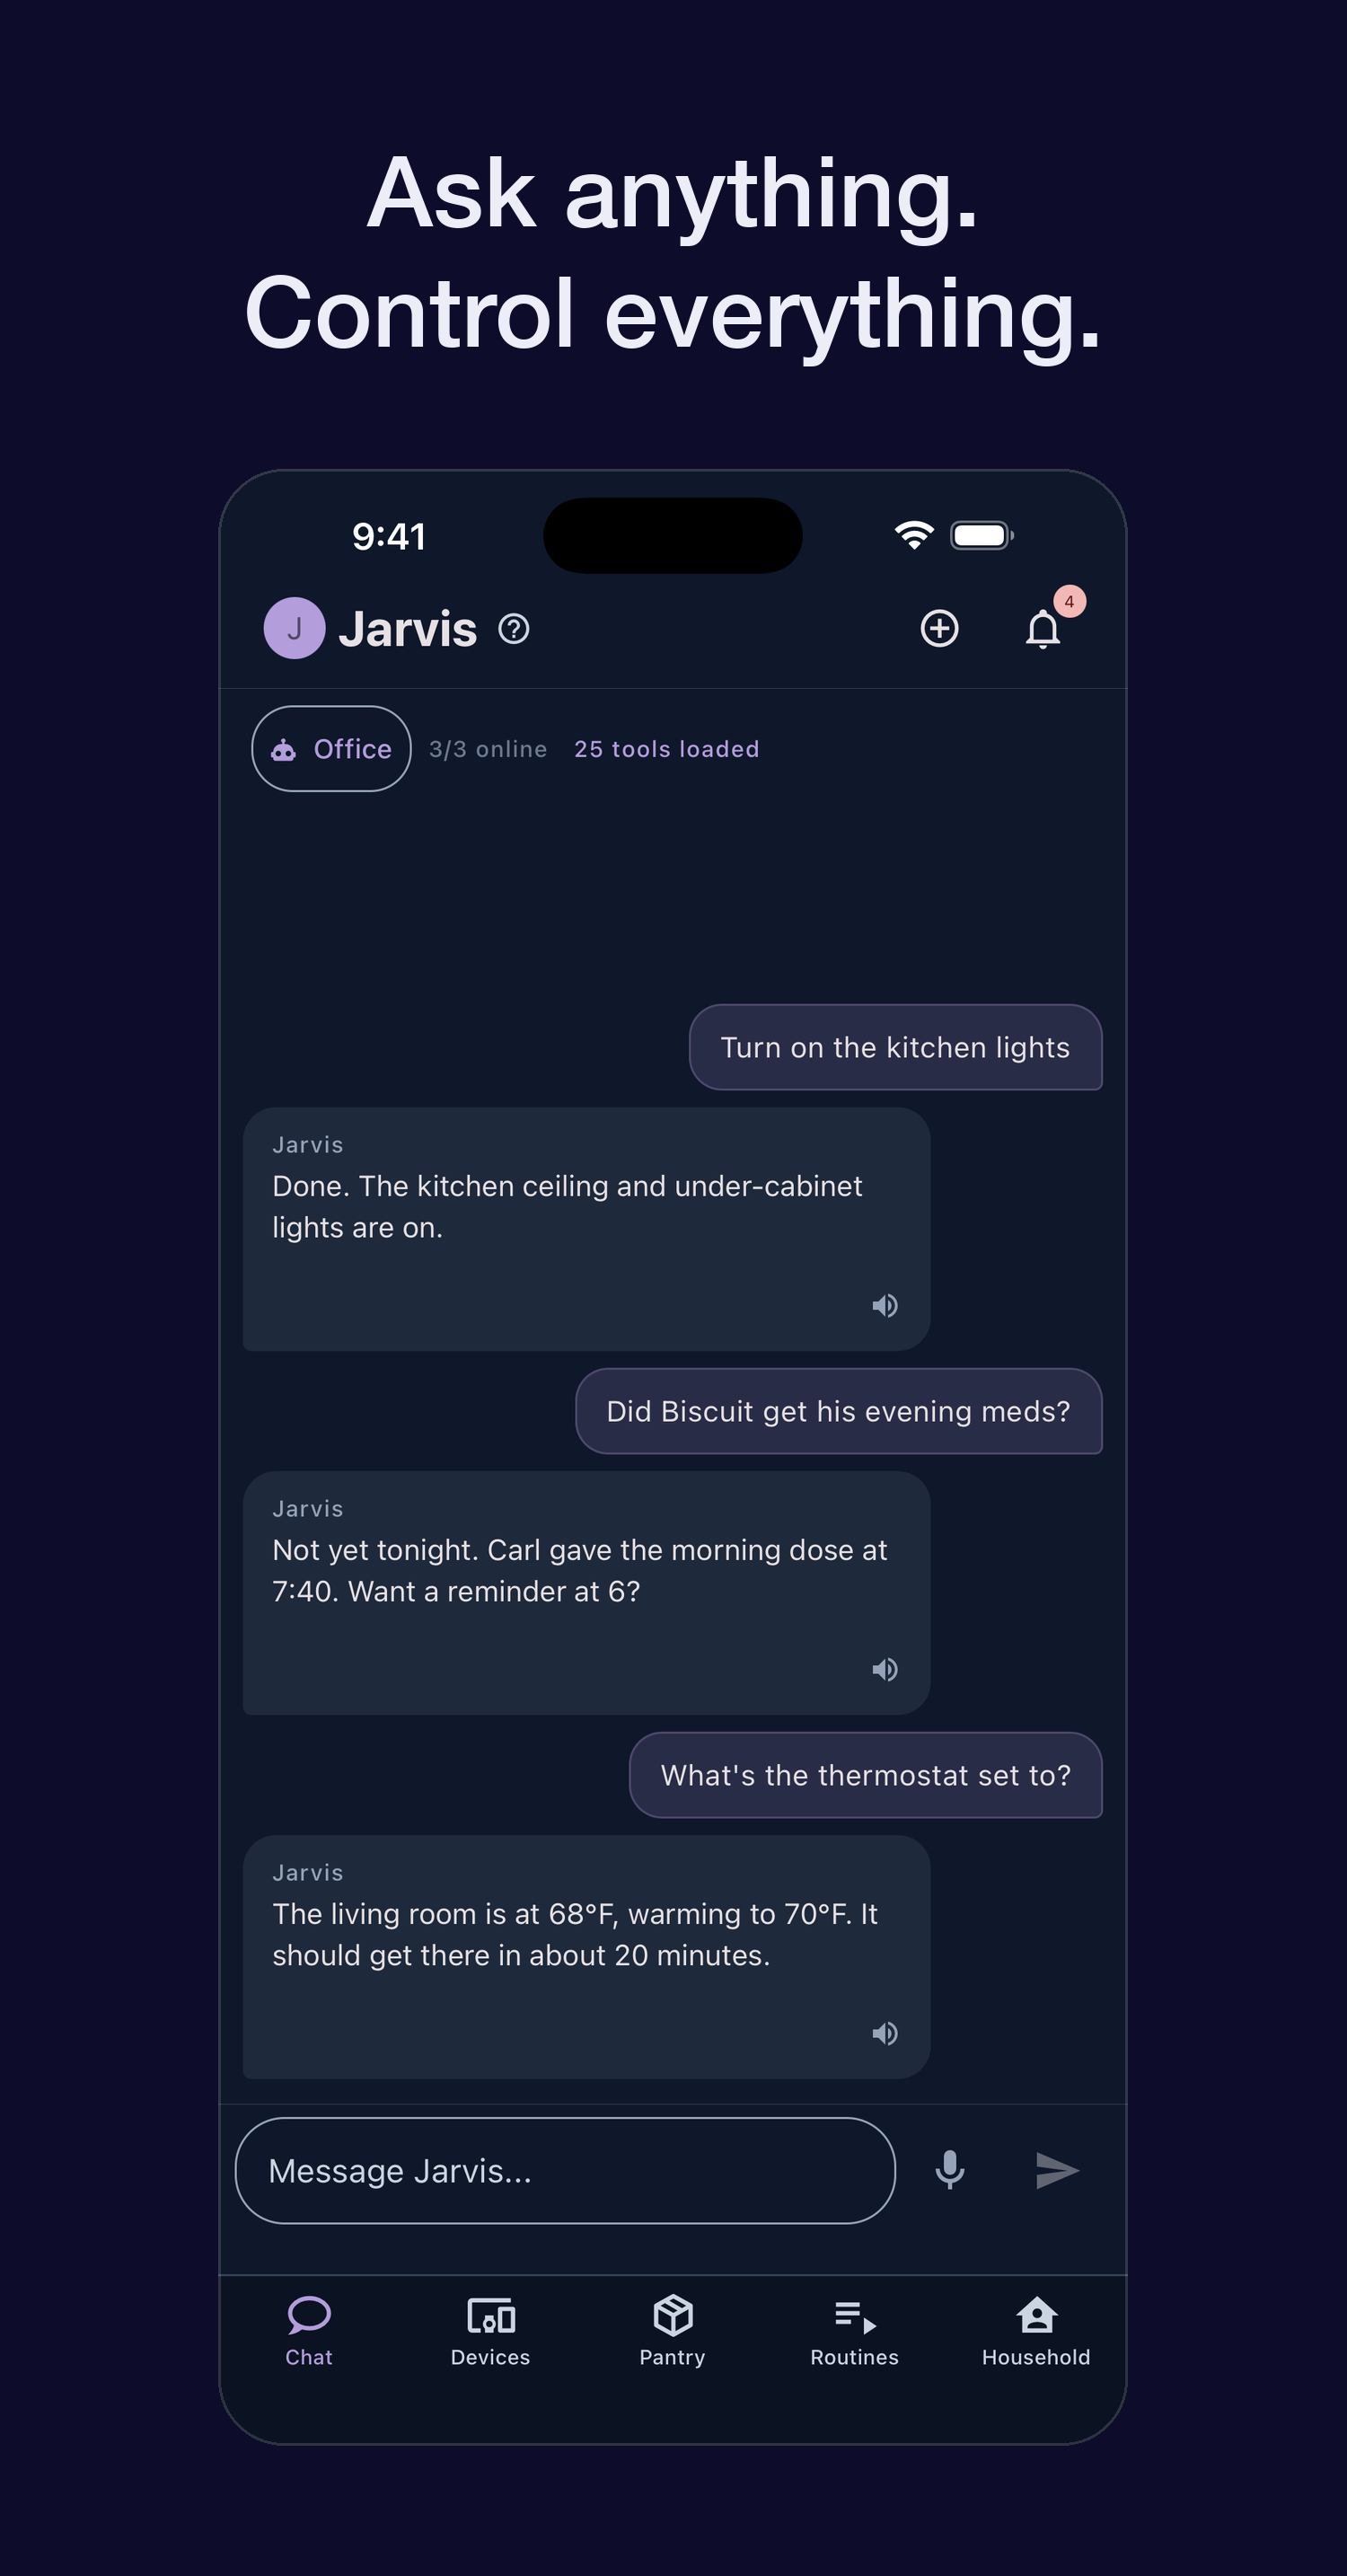 Ask anything.
Control everything.
9:41
J Jarvis
4
Office 3/3 online 25 tools loaded
Turn on the kitchen lights
Jarvis
Done. The kitchen ceiling and under-cabinet
lights are on.
Did Biscuit get his evening meds?
Jarvis
Not yet tonight. Carl gave the morning dose at
7:40. Want a reminder at 6?
What's the thermostat set to?
Jarvis
The living room is at 68°F, warming to 70°F. It
should get there in about 20 minutes.
Message Jarvis...
Chat Devices Pantry Routines Household